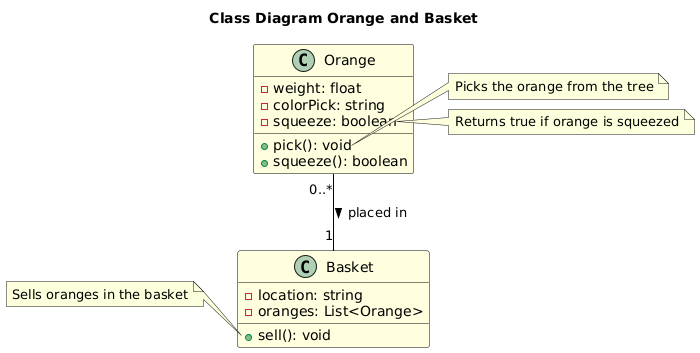 Class Diagram Orange and Basket
C Orange
weight: float
colorPick: string
squeeze: boolean
pick(): void
squeeze(): boolean
Picks the orange from the tree
Returns true if orange is squeezed
0..*
placed in
1
C Basket
location: string
oranges: List<Orange>
sell(): void
Sells oranges in the basket